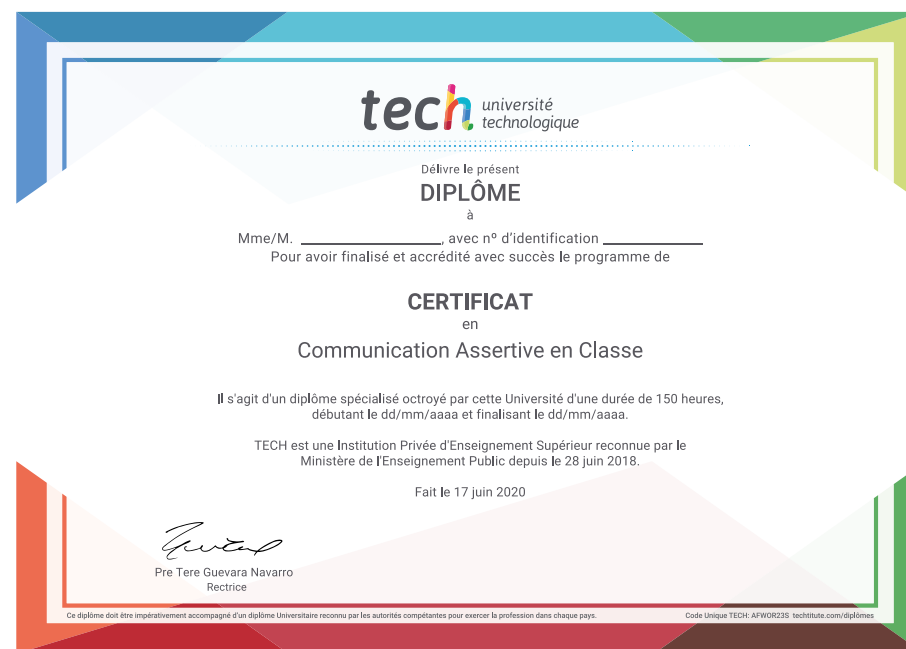 tech université
technologique
Délivre le présent
DIPLÔME
à
Mme/M. ____________________, avec nº d'identification ______________
Pour avoir finalisé et accrédité avec succès le programme de
CERTIFICAT
en
Communication Assertive en Classe
Il s'agit d'un diplôme spécialisé octroyé par cette Université d'une durée de 150 heures,
débutant le dd/mm/aaaa et finalisant le dd/mm/aaaa.
TECH est une Institution Privée d'Enseignement Supérieur reconnue par le
Ministère de l'Enseignement Public depuis le 28 juin 2018.
Fait le 17 juin 2020
Pre Tere Guevara Navarro
Rectrice
Ce diplôme doit être impérativement accompagné d'un diplôme Universitaire reconnu par les autorités compétantes pour exercer la profession dans chaque pays. Code Unique TECH: AFWOR23S techtitute.com/diplômes